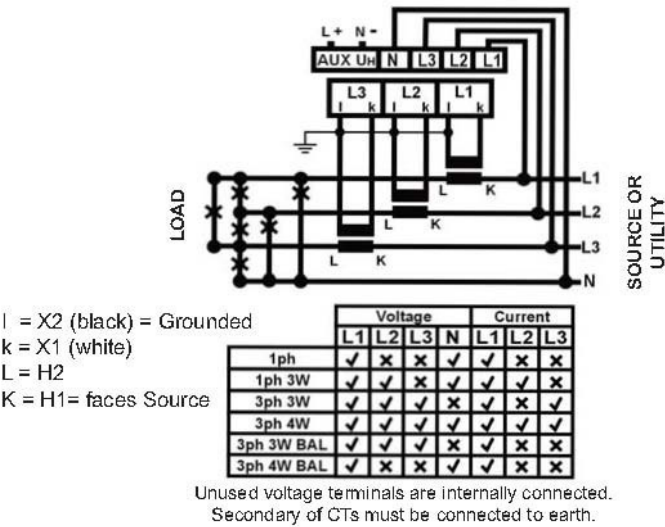 L+ N-
AUX UH N L3 L2 L1
L3 L2 L1
l k l k l k
L K L1
L K L2
L K L3
N
LOAD
SOURCE OR
UTILITY
l = X2 (black) = Grounded
k = X1 (white)
L = H2
K = H1= faces Source
Voltage Current
L1 L2 L3 N L1 L2 L3
1ph ✓ × × ✓ ✓ × ×
1ph 3W ✓ ✓ × ✓ ✓ ✓ ×
3ph 3W ✓ ✓ ✓ × ✓ × ✓
3ph 4W ✓ ✓ ✓ ✓ ✓ ✓ ✓
3ph 3W BAL ✓ ✓ ✓ × ✓ × ×
3ph 4W BAL ✓ × × ✓ ✓ × ×
Unused voltage terminals are internally connected.
Secondary of CTs must be connected to earth.